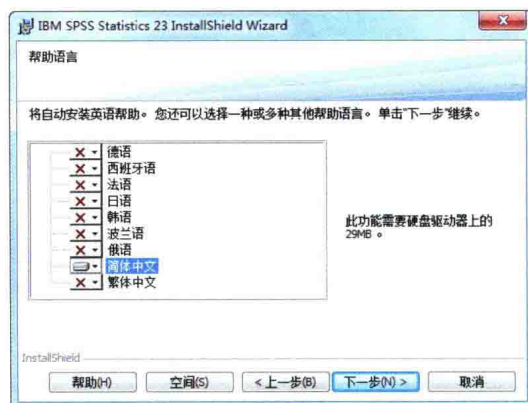 IBM SPSS Statistics 23 InstallShield Wizard
帮助语言
将自动安装英语帮助。 您还可以选择一种或多种其他帮助语言。 单击"下一步"继续。
德语
西班牙语
法语
日语
韩语
波兰语
俄语
简体中文
繁体中文
此功能需要硬盘驱动器上的
29MB 。
InstallShield
帮助(H)
空间(S)
< 上一步(B)
下一步(N) >
取消